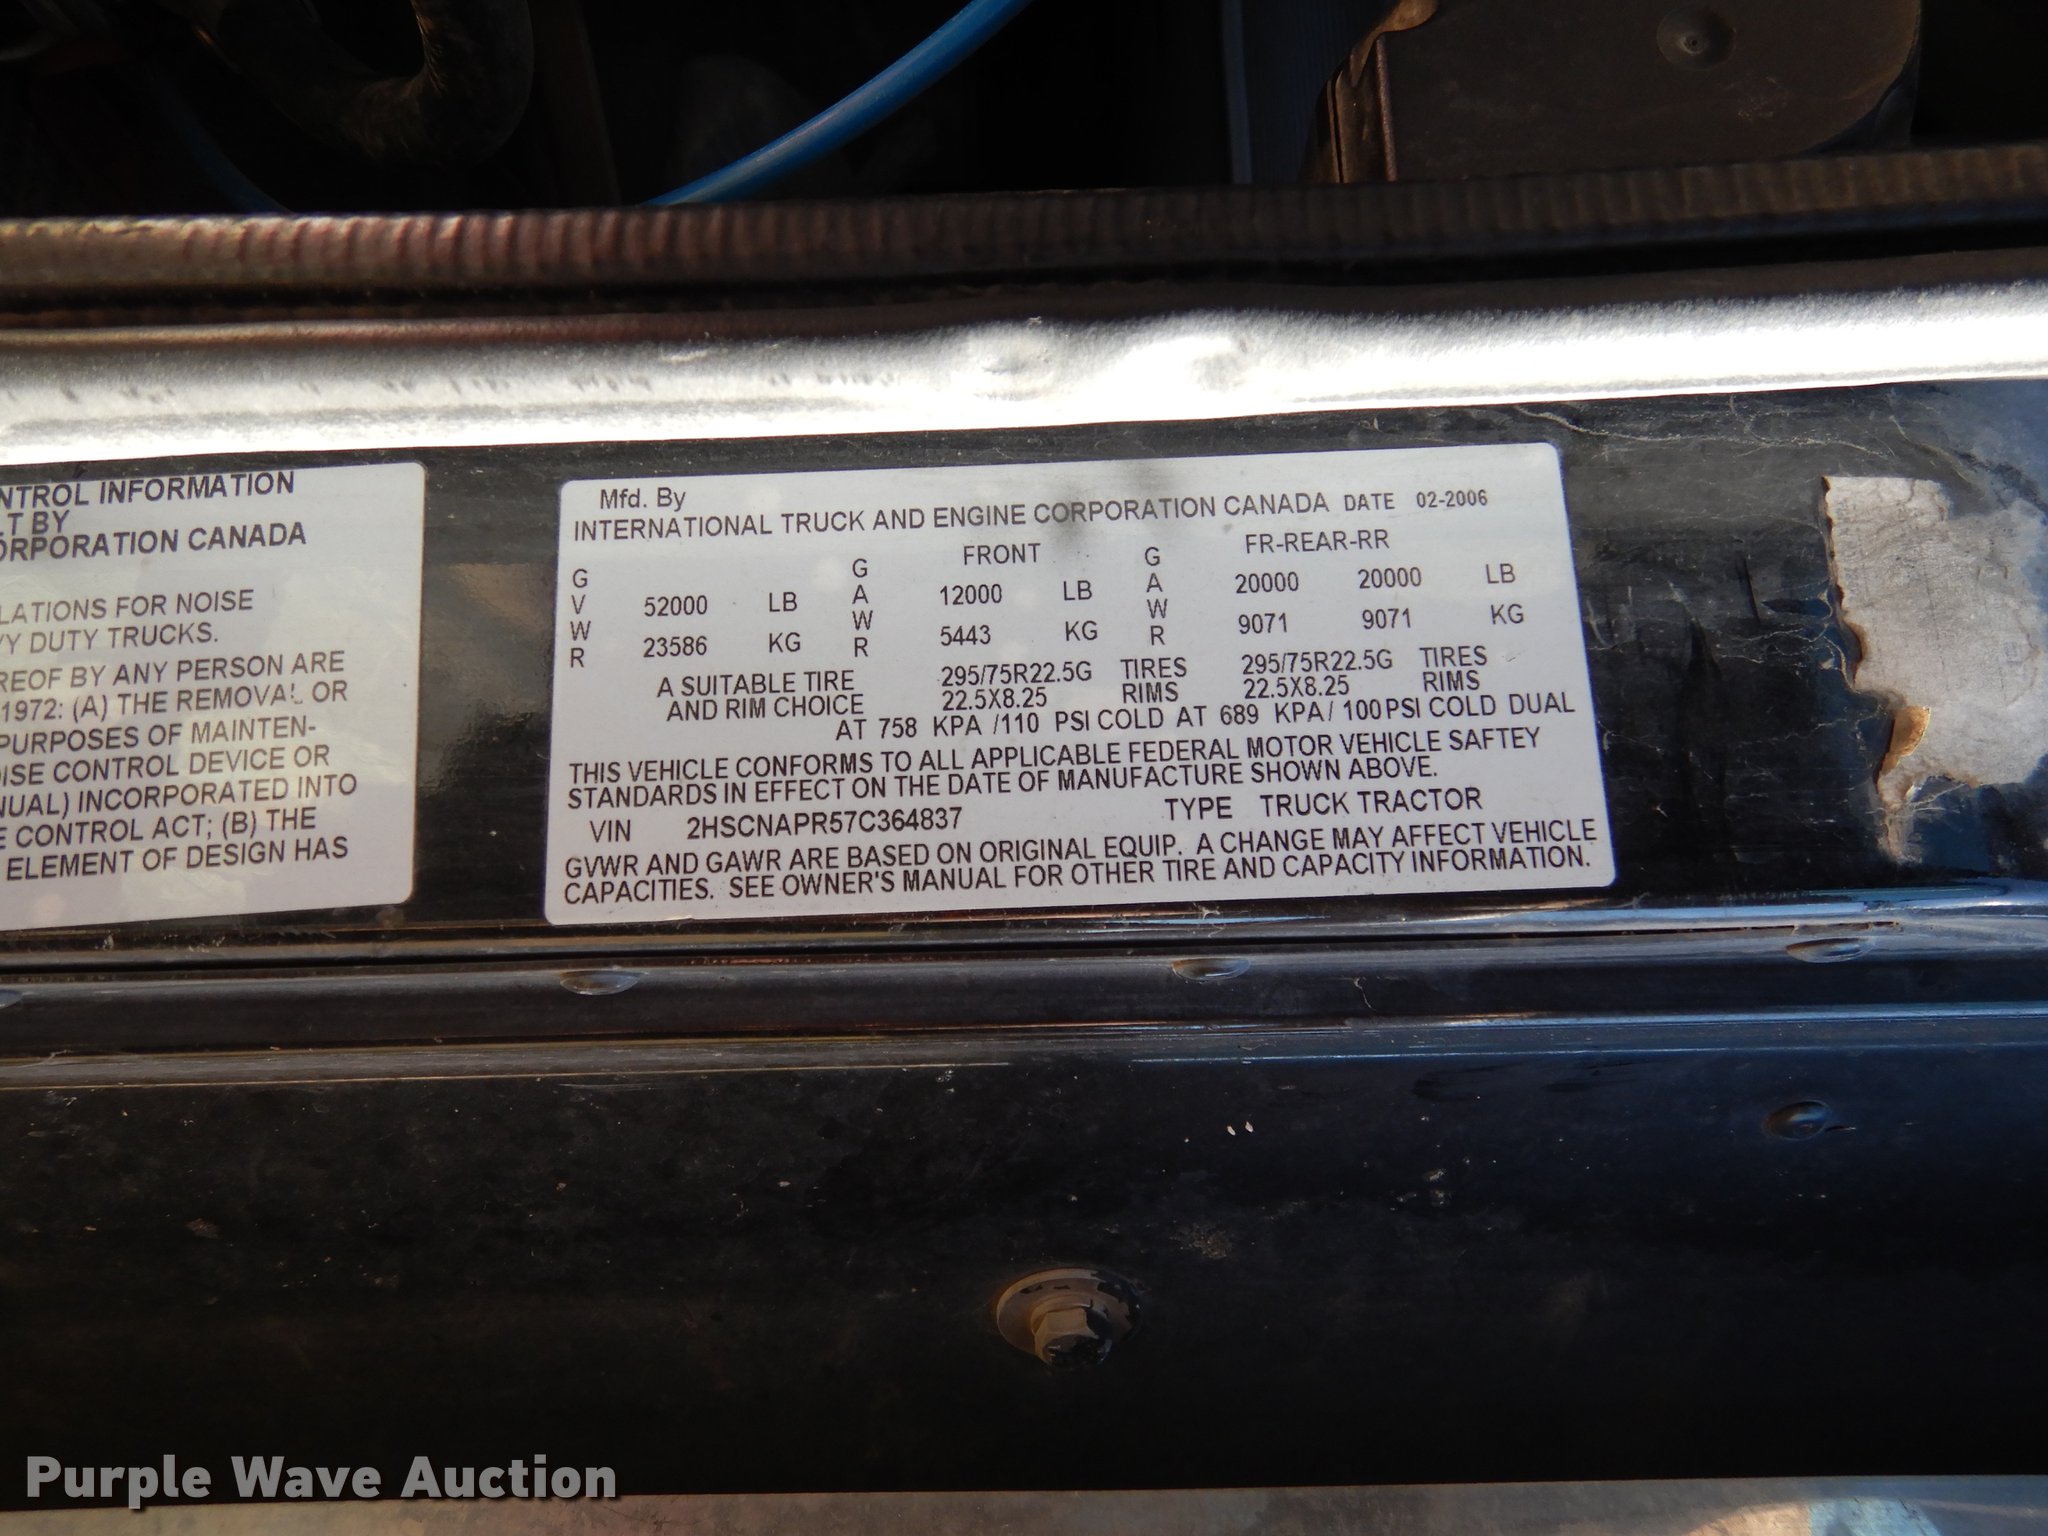 NTROL INFORMATION
LT BY
ORPORATION CANADA
LATIONS FOR NOISE
VY DUTY TRUCKS.
REOF BY ANY PERSON ARE
1972: (A) THE REMOVAL OR
PURPOSES OF MAINTEN-
OISE CONTROL DEVICE OR
NUAL) INCORPORATED INTO
E CONTROL ACT; (B) THE
ELEMENT OF DESIGN HAS
Mfd. By
INTERNATIONAL TRUCK AND ENGINE CORPORATION CANADA DATE 02-2006
FRONT FR-REAR-RR
GVWR 52000 LB GAWR 12000 LB GAWR 20000 20000 LB
23586 KG 5443 KG 9071 9071 KG
A SUITABLE TIRE 295/75R22.5G TIRES 295/75R22.5G TIRES
AND RIM CHOICE 22.5X8.25 RIMS 22.5X8.25 RIMS
AT 758 KPA /110 PSI COLD AT 689 KPA/ 100PSI COLD DUAL
THIS VEHICLE CONFORMS TO ALL APPLICABLE FEDERAL MOTOR VEHICLE SAFTEY
STANDARDS IN EFFECT ON THE DATE OF MANUFACTURE SHOWN ABOVE.
VIN 2HSCNAPR57C364837 TYPE TRUCK TRACTOR
GVWR AND GAWR ARE BASED ON ORIGINAL EQUIP. A CHANGE MAY AFFECT VEHICLE
CAPACITIES. SEE OWNER'S MANUAL FOR OTHER TIRE AND CAPACITY INFORMATION.
Purple Wave Auction